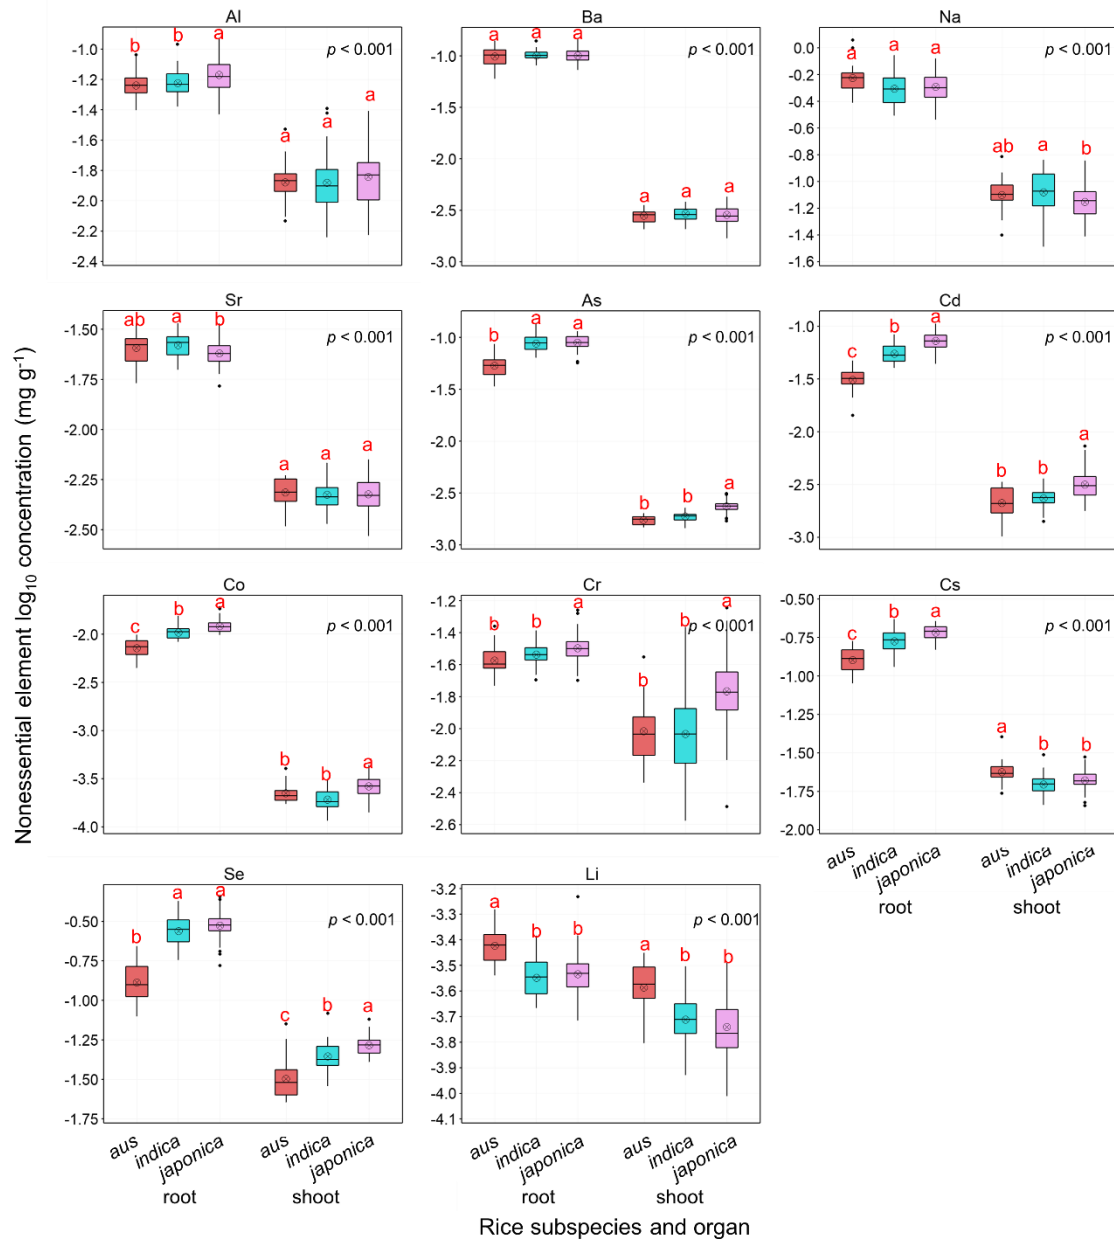 Al
Ba
Na
-1.0
-1.2
-1.4
-1.6
-1.8
-2.0
-2.2
-2.4
b
b
a
a
a
a
p < 0.001
-1.0
-1.5
-2.0
-2.5
-3.0
a
a
a
a
a
a
p < 0.001
0.0
-0.2
-0.4
-0.6
-0.8
-1.0
-1.2
-1.4
-1.6
a
a
a
ab
a
b
p < 0.001
Sr
As
Cd
-1.50
-1.75
-2.00
-2.25
-2.50
ab
a
b
a
a
a
p < 0.001
-1.0
-1.5
-2.0
-2.5
-3.0
b
a
a
b
b
a
p < 0.001
-1.0
-1.5
-2.0
-2.5
-3.0
c
b
a
b
b
a
p < 0.001
Co
Cr
Cs
-2.0
-2.5
-3.0
-3.5
-4.0
c
b
a
b
b
a
p < 0.001
-1.2
-1.4
-1.6
-1.8
-2.0
-2.2
-2.4
-2.6
b
b
a
b
b
a
p < 0.001
-0.50
-0.75
-1.00
-1.25
-1.50
-1.75
-2.00
c
b
a
a
b
b
p < 0.001
aus
indica
japonica
aus
indica
japonica
root
shoot
Se
Li
-0.50
-0.75
-1.00
-1.25
-1.50
-1.75
b
a
a
c
b
a
p < 0.001
-3.2
-3.3
-3.4
-3.5
-3.6
-3.7
-3.8
-3.9
-4.0
-4.1
a
b
b
a
b
b
p < 0.001
aus
indica
japonica
aus
indica
japonica
root
shoot
aus
indica
japonica
aus
indica
japonica
root
shoot
Nonessential element log₁₀ concentration (mg g⁻¹)
Rice subspecies and organ